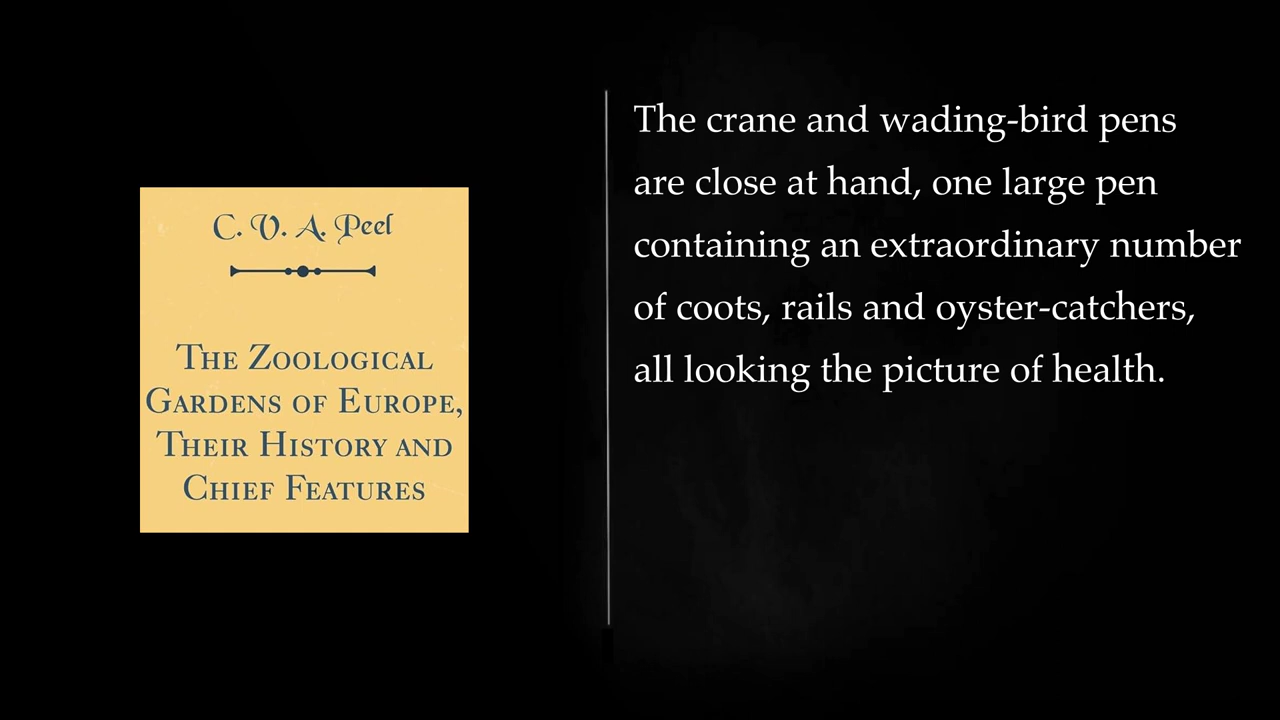 C. V. A. Peel
The Zoological
Gardens of Europe,
Their History and
Chief Features
The crane and wading-bird pens
are close at hand, one large pen
containing an extraordinary number
of coots, rails and oyster-catchers,
all looking the picture of health.